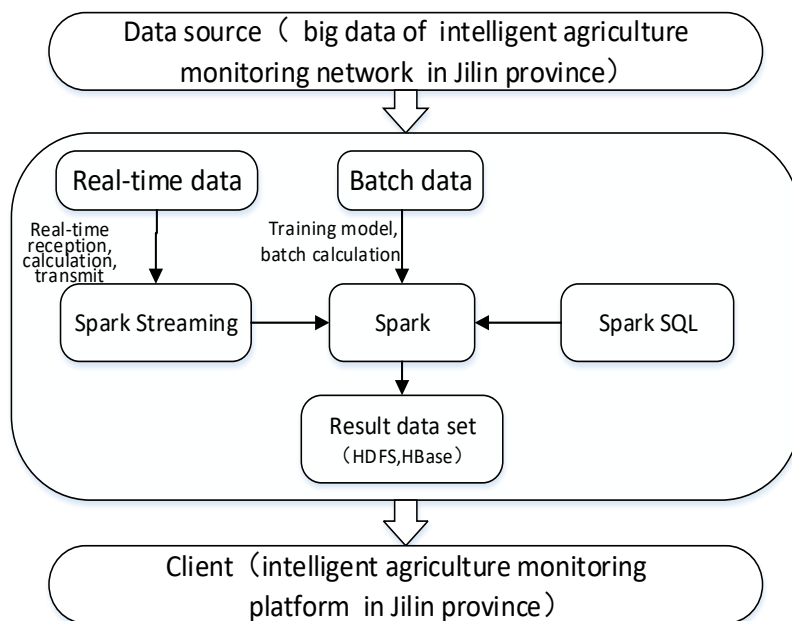 Data source（ big data of intelligent agriculture
monitoring network in Jilin province）
Real-time data
Batch data
Real-time
reception,
calculation,
transmit
Training model,
batch calculation
Spark Streaming
Spark
Spark SQL
Result data set
（HDFS,HBase）
Client（intelligent agriculture monitoring
platform in Jilin province）